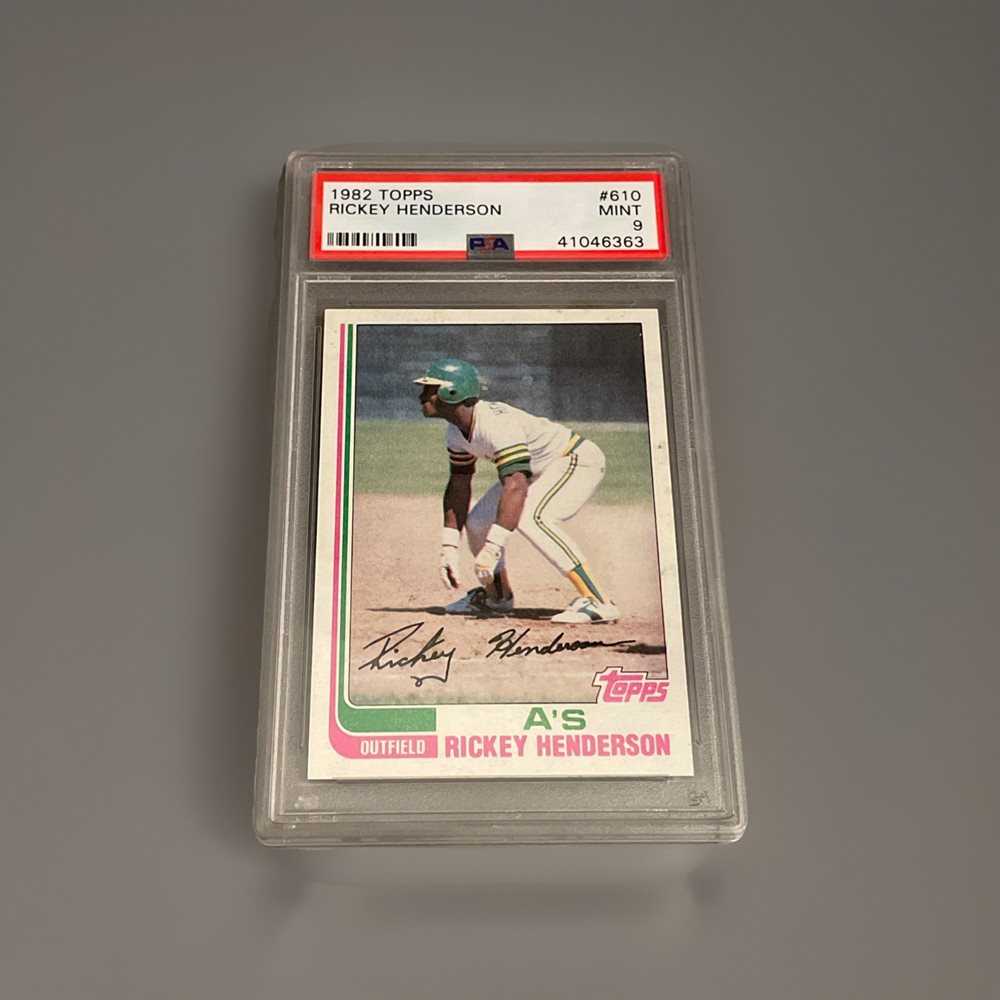 1982 TOPPS #610
RICKEY HENDERSON MINT
9
PSA 41046363
Rickey Henderson
topps
A'S
OUTFIELD RICKEY HENDERSON